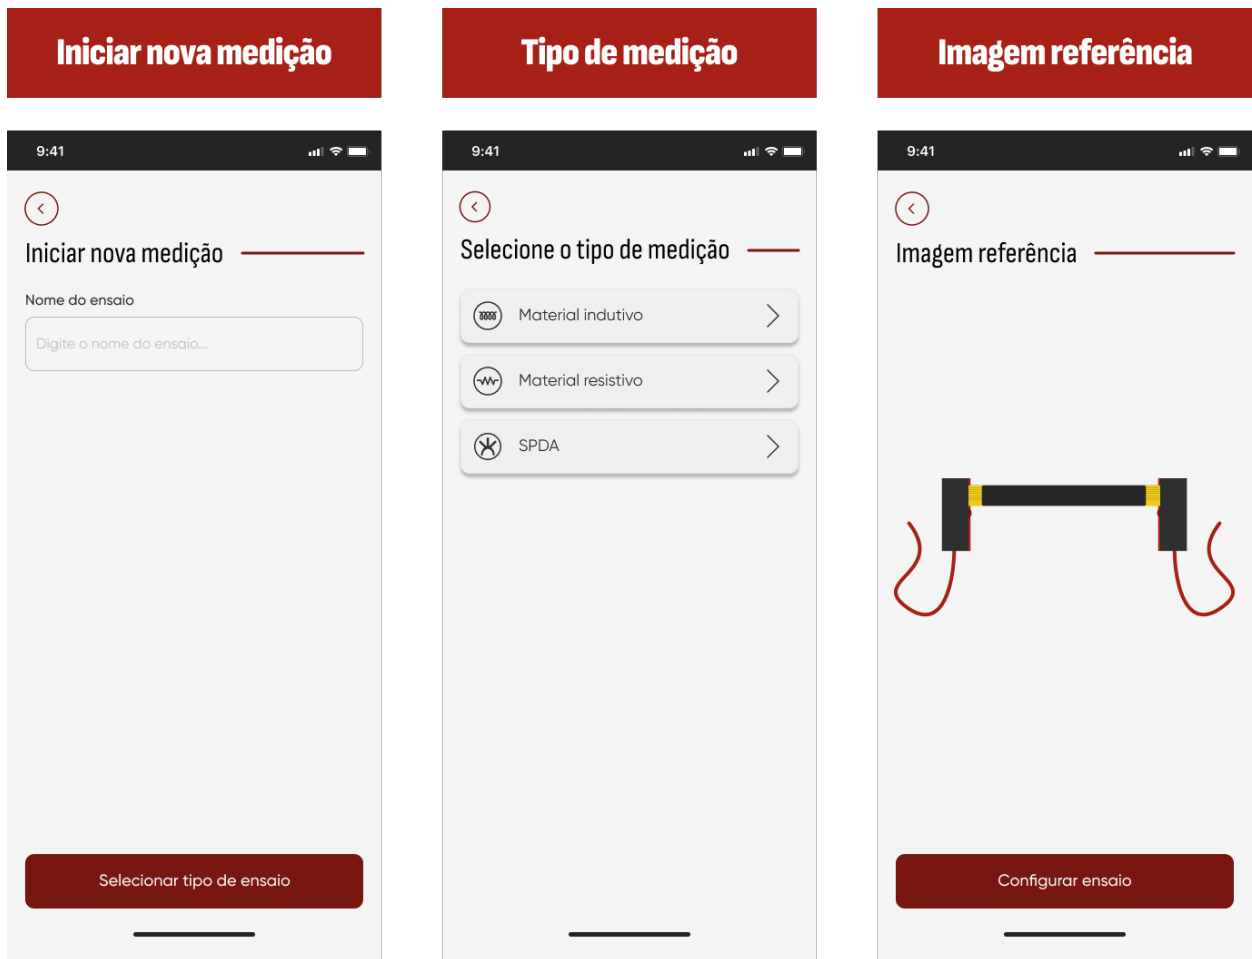 Iniciar nova medição
9:41
Iniciar nova medição
Nome do ensaio
Digite o nome do ensaio...
Selecionar tipo de ensaio
Tipo de medição
9:41
Selecione o tipo de medição
Material indutivo
Material resistivo
SPDA
Imagem referência
9:41
Imagem referência
Configurar ensaio